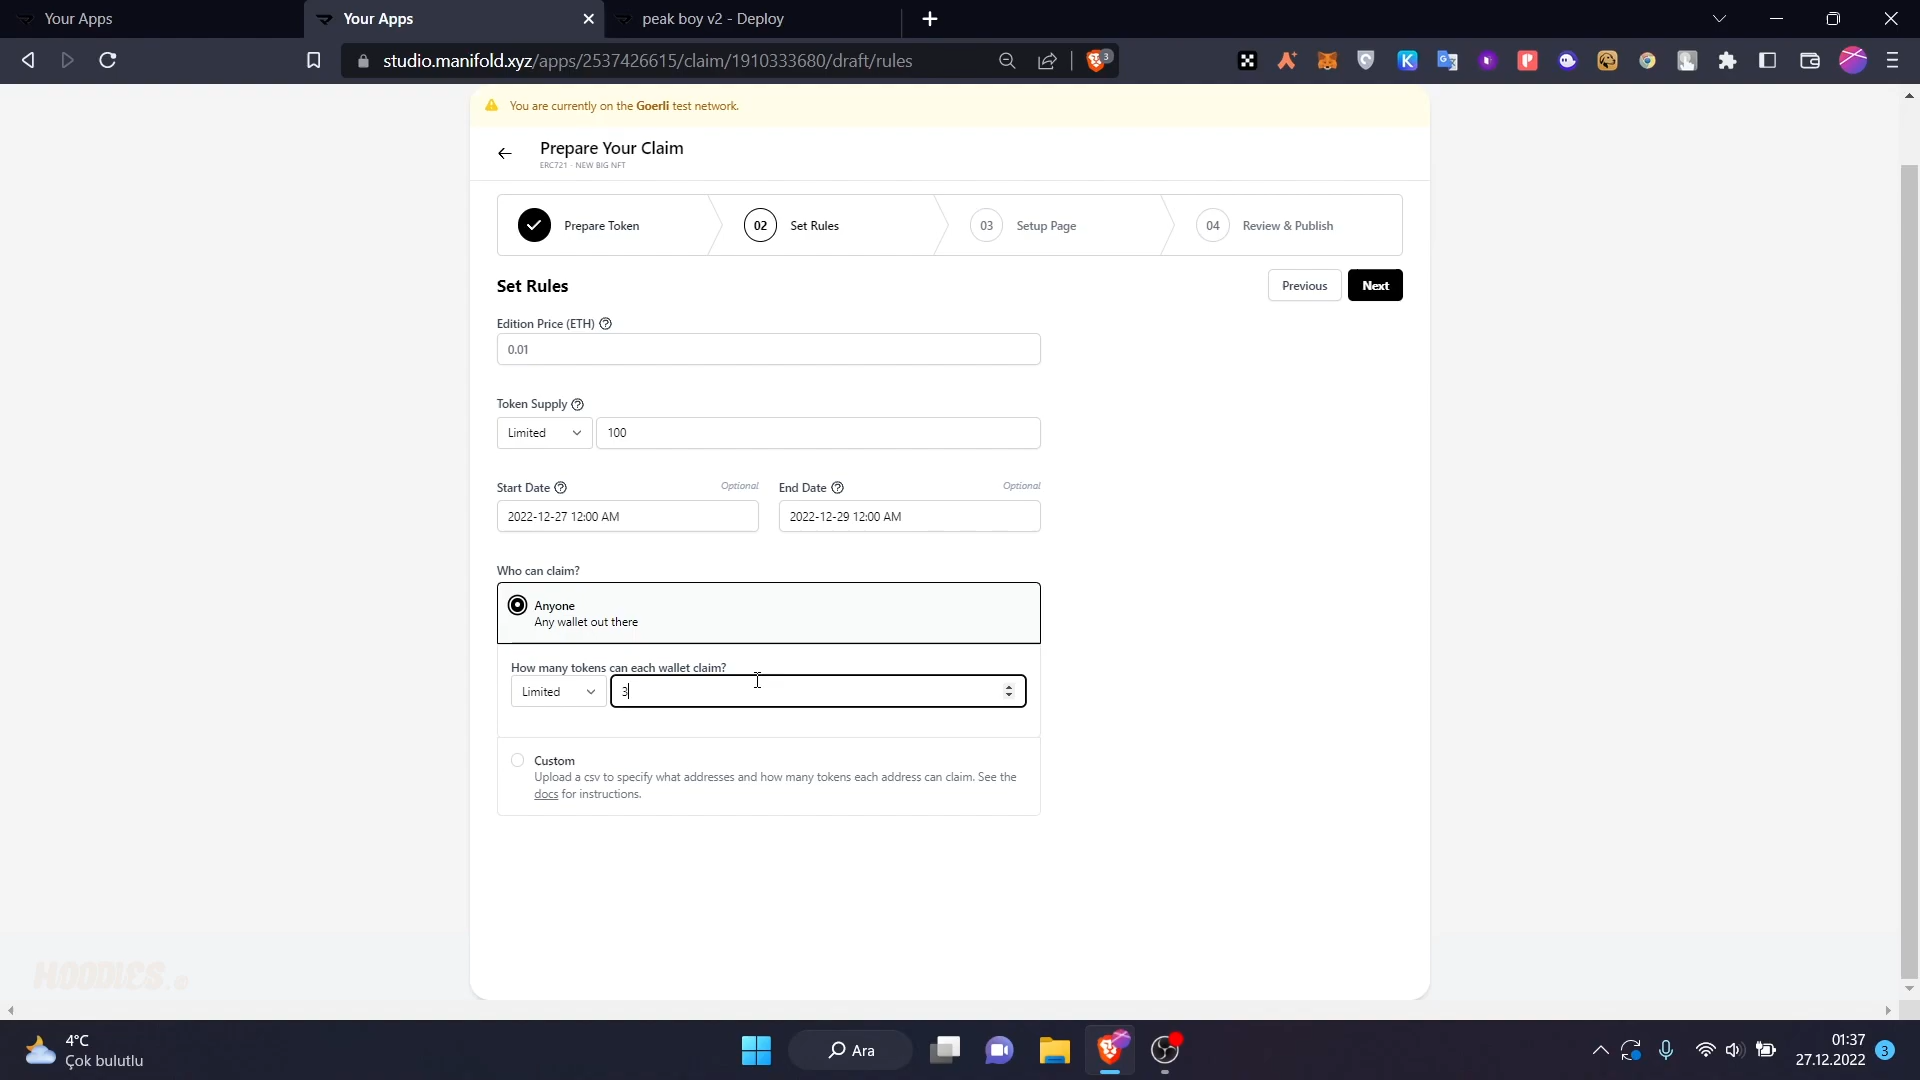 Your Apps
Your Apps
peak boy v2 - Deploy
studio.manifold.xyz/apps/2537426615/claim/1910333680/draft/rules
3
You are currently on the Goerli test network.
Prepare Your Claim
ERC721 - NEW BIG NFT
Prepare Token
02 Set Rules
03 Setup Page
04 Review & Publish
Set Rules
Previous
Next
Edition Price (ETH)
0.01
Token Supply
Limited
100
Start Date
Optional
End Date
Optional
2022-12-27 12:00 AM
2022-12-29 12:00 AM
Who can claim?
Anyone
Any wallet out there
How many tokens can each wallet claim?
Limited
3
Custom
Upload a csv to specify what addresses and how many tokens each address can claim. See the
docs for instructions.
HOODIES
4°C
Çok bulutlu
Ara
01:37
27.12.2022
3